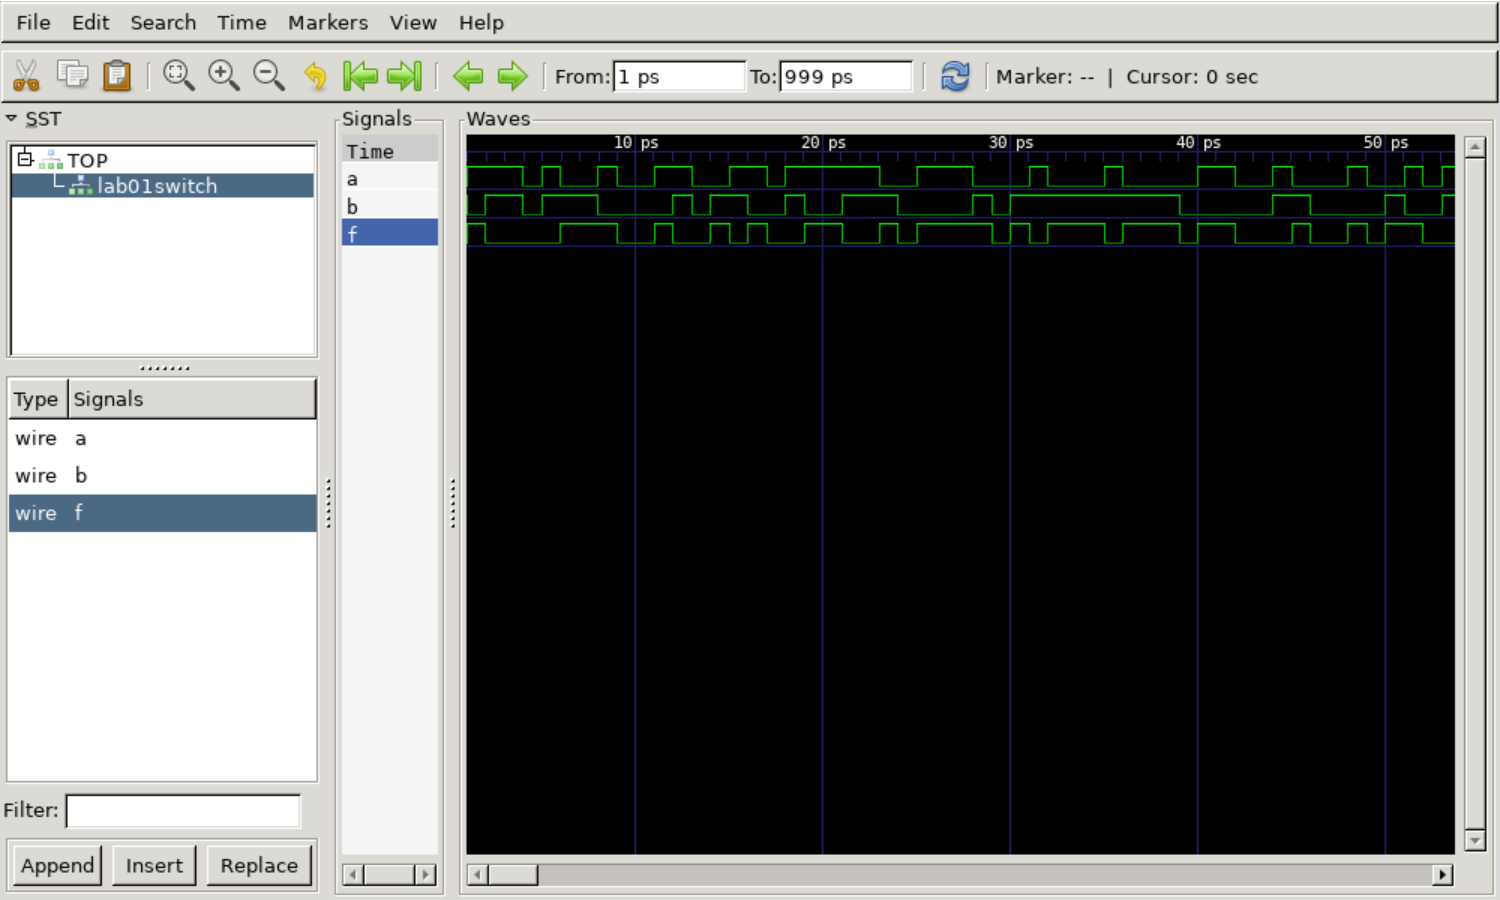 File Edit Search Time Markers View Help
From: 1 ps To: 999 ps Marker: -- | Cursor: 0 sec
SST
TOP
lab01switch
Type Signals
wire a
wire b
wire f
Filter:
Append Insert Replace
Signals
Time
a
b
f
Waves
10 ps 20 ps 30 ps 40 ps 50 ps